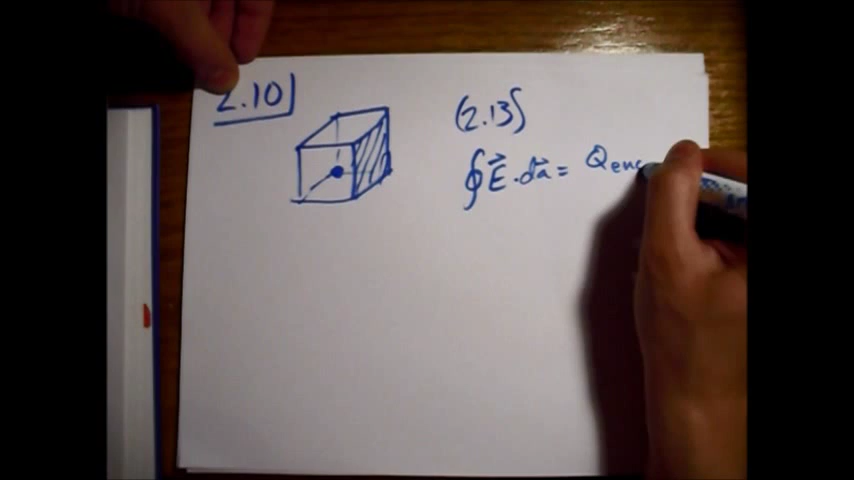 2.10
(2.13)
∮E⃗·da⃗ = Qenc